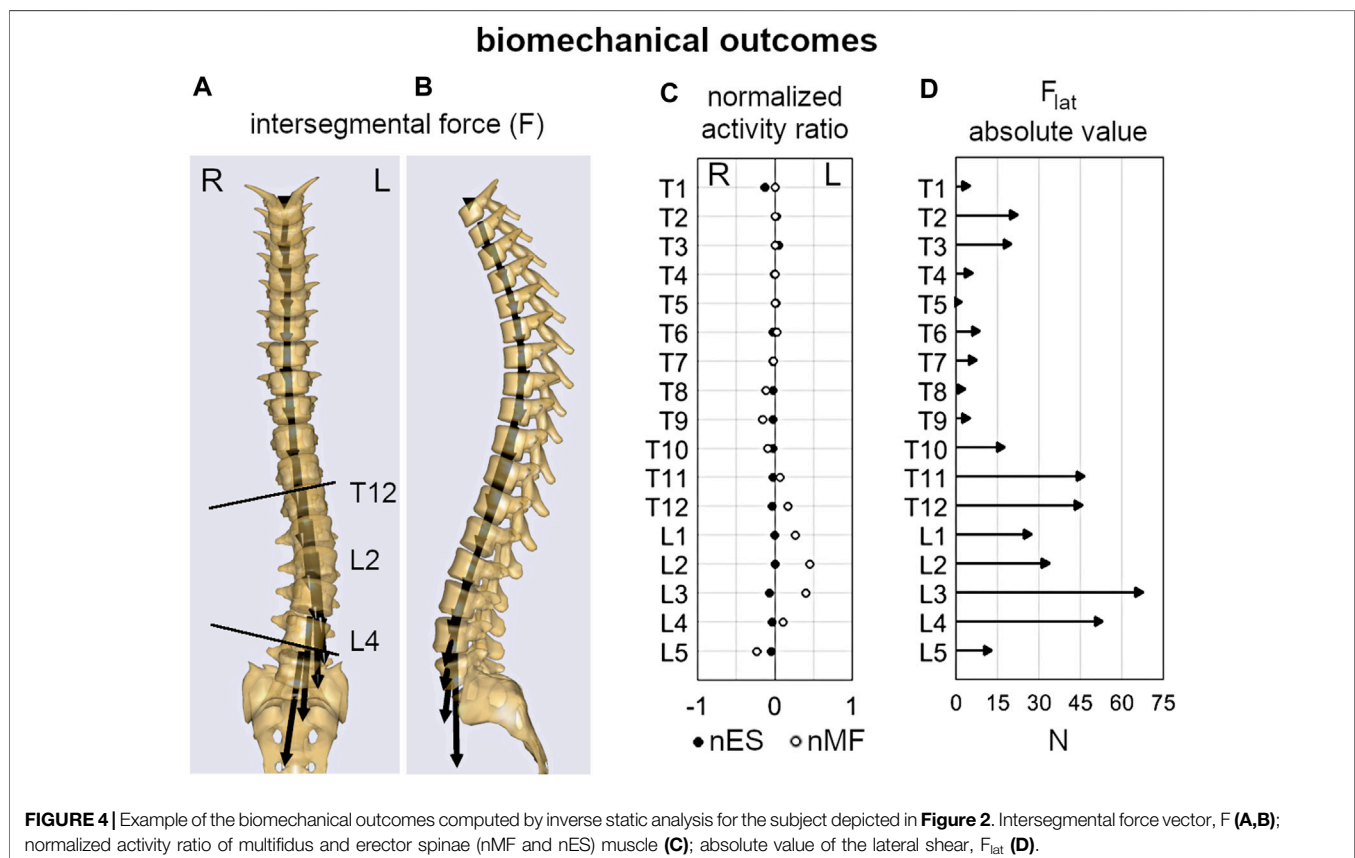 biomechanical outcomes
A
B
intersegmental force (F)
R
L
T12
L2
L4
C
normalized
activity ratio
R
L
T1
T2
T3
T4
T5
T6
T7
T8
T9
T10
T11
T12
L1
L2
L3
L4
L5
-1 0 1
nES nMF
D
Flat
absolute value
T1
T2
T3
T4
T5
T6
T7
T8
T9
T10
T11
T12
L1
L2
L3
L4
L5
0 15 30 45 60 75
N
FIGURE 4 | Example of the biomechanical outcomes computed by inverse static analysis for the subject depicted in Figure 2. Intersegmental force vector, F (A,B);
normalized activity ratio of multifidus and erector spinae (nMF and nES) muscle (C); absolute value of the lateral shear, Flat (D).